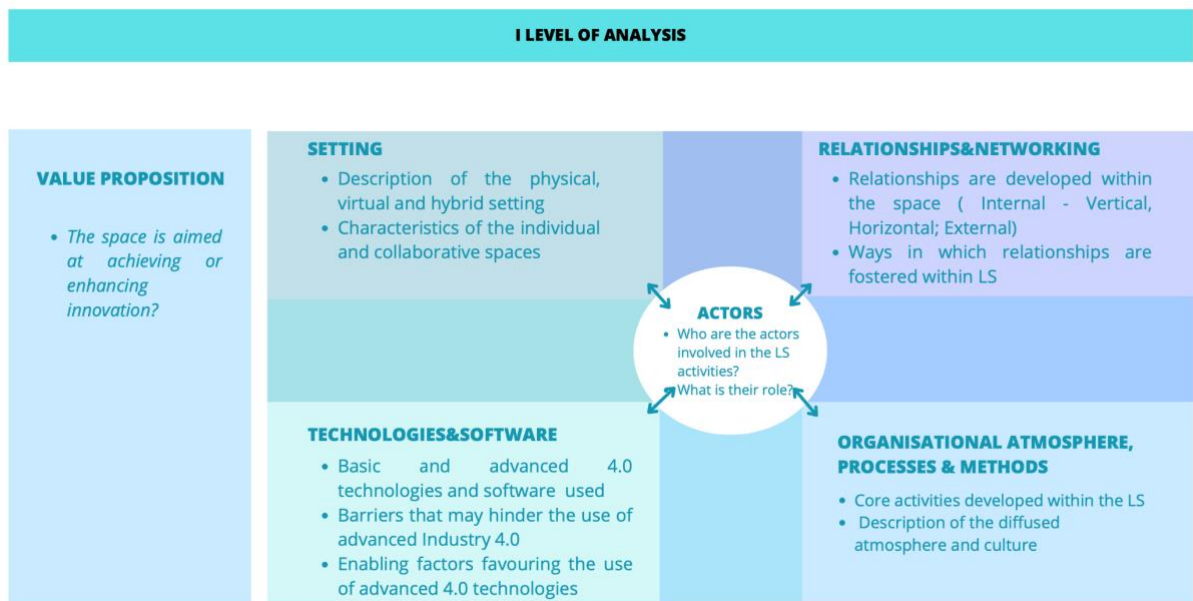 I LEVEL OF ANALYSIS
VALUE PROPOSITION
• The space is aimed
at achieving or
enhancing
innovation?
SETTING
• Description of the physical,
virtual and hybrid setting
• Characteristics of the individual
and collaborative spaces
RELATIONSHIPS&NETWORKING
• Relationships are developed within
the space ( Internal - Vertical,
Horizontal; External)
• Ways in which relationships are
fostered within LS
ACTORS
• Who are the actors
involved in the LS
activities?
What is their role?
TECHNOLOGIES&SOFTWARE
• Basic and advanced 4.0
technologies and software used
• Barriers that may hinder the use of
advanced Industry 4.0
• Enabling factors favouring the use
of advanced 4.0 technologies
ORGANISATIONAL ATMOSPHERE,
PROCESSES & METHODS
• Core activities developed within the LS
• Description of the diffused
atmosphere and culture